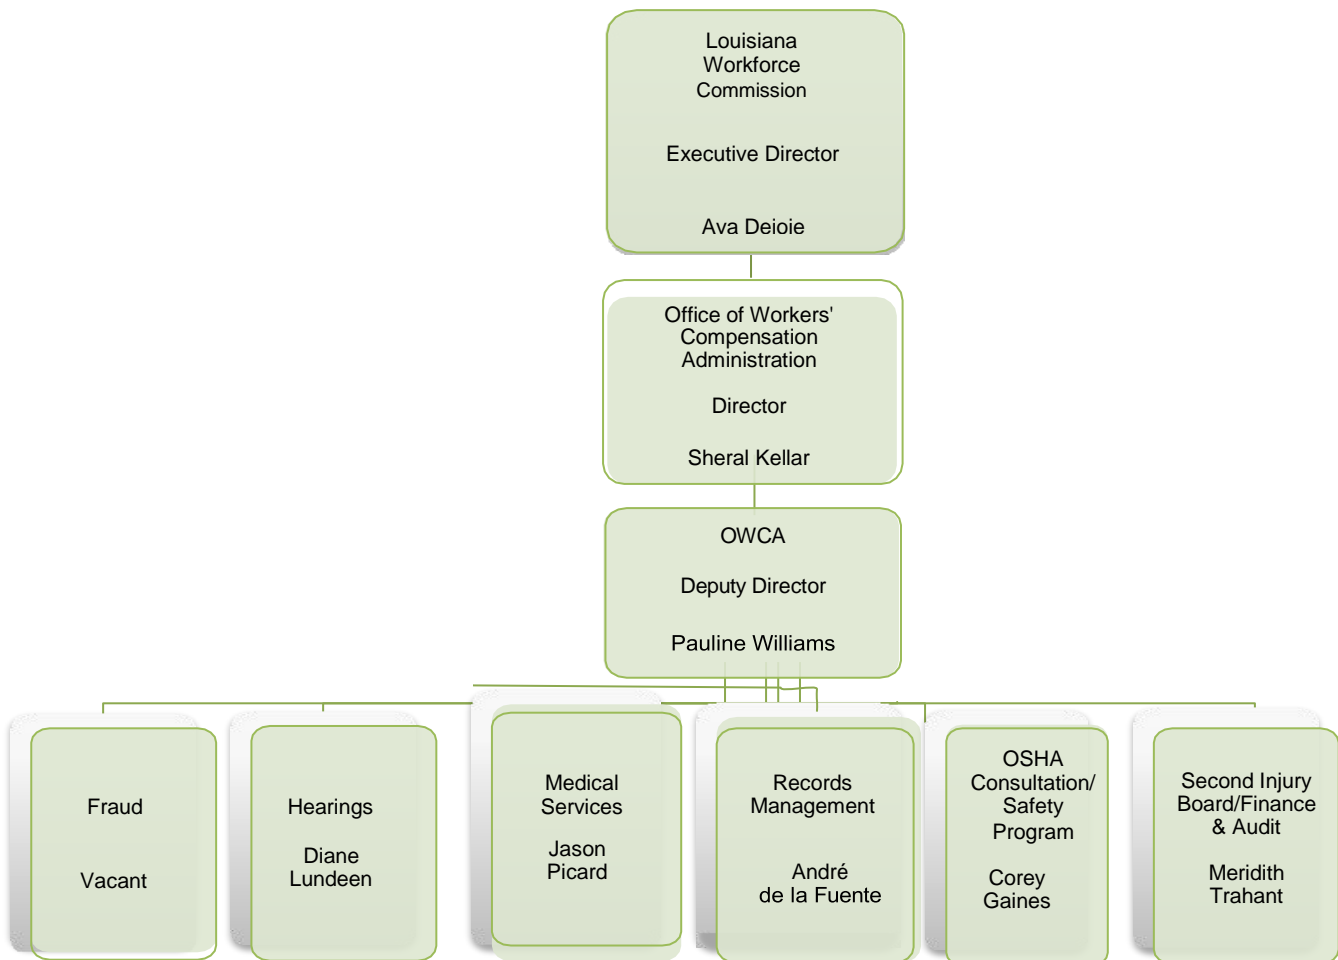 Louisiana
Workforce
Commission
Executive Director
Ava Deioie
Office of Workers'
Compensation
Administration
Director
Sheral Kellar
OWCA
Deputy Director
Pauline Williams
Fraud
Vacant
Hearings
Diane
Lundeen
Medical
Services
Jason
Picard
Records
Management
André
de la Fuente
OSHA
Consultation/
Safety
Program
Corey
Gaines
Second Injury
Board/Finance
& Audit
Meridith
Trahant